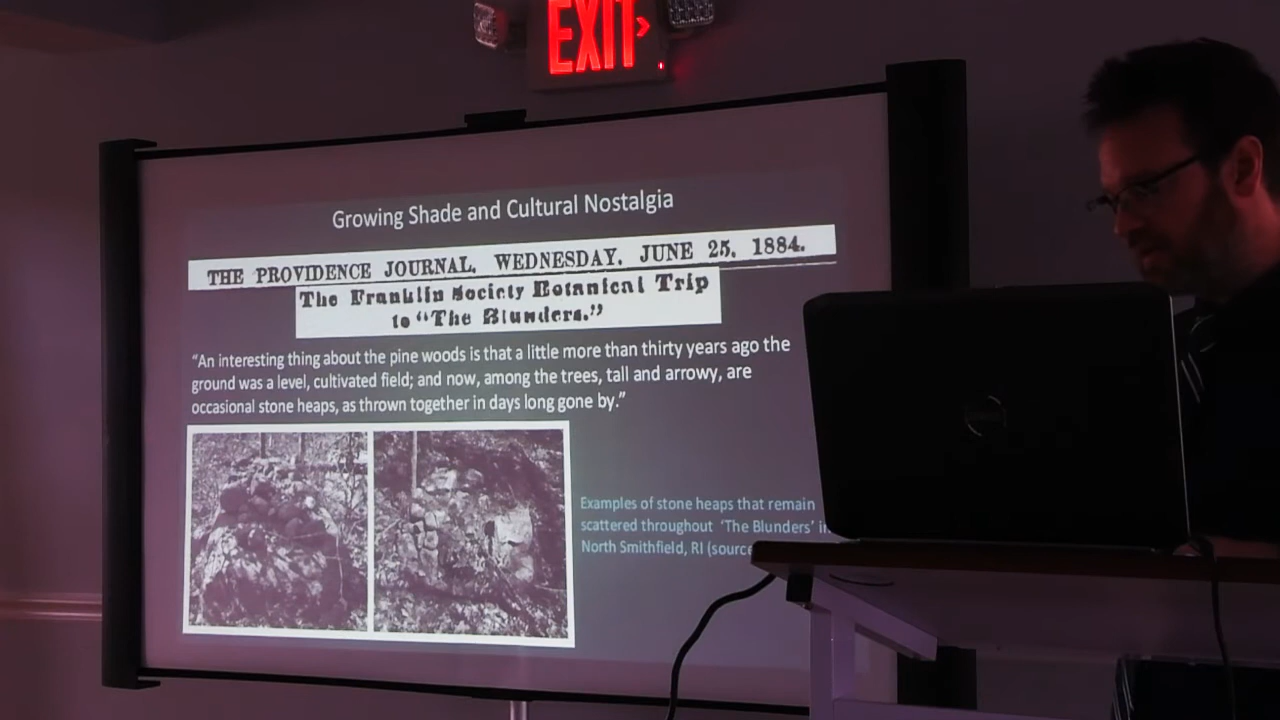 EXIT
Growing Shade and Cultural Nostalgia
THE PROVIDENCE JOURNAL, WEDNESDAY, JUNE 25, 1884.
The Franklin Society Botanical Trip
to “The Blunders.”
“An interesting thing about the pine woods is that a little more than thirty years ago the
ground was a level, cultivated field; and now, among the trees, tall and arrowy, are
occasional stone heaps, as thrown together in days long gone by.”
Examples of stone heaps that remain
scattered throughout ‘The Blunders’
North Smithfield, RI (source